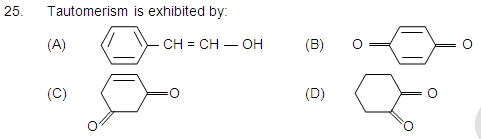 25. Tautomerism is exhibited by:
(A) CH = CH — OH (B) O O
(C) O O (D) O O